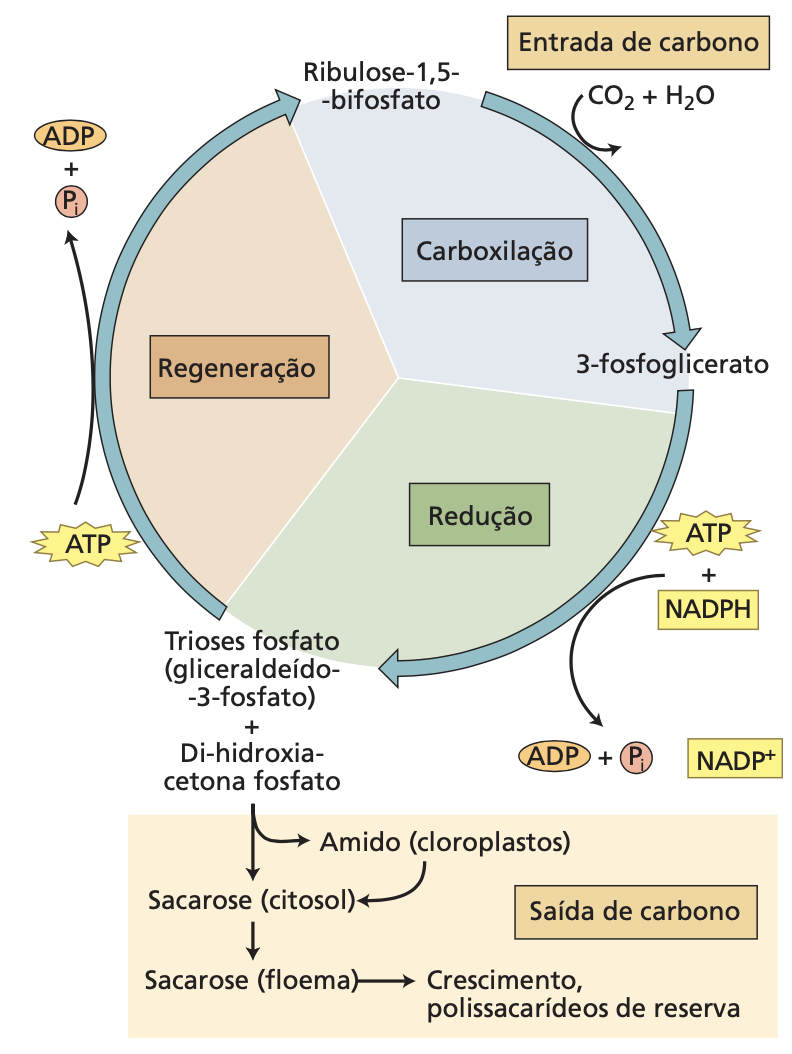 Entrada de carbono
Ribulose-1,5-
-bifosfato
CO2 + H2O
ADP
+
Pi
Carboxilação
Regeneração
3-fosfoglicerato
Redução
ATP
ATP
+
NADPH
Trioses fosfato
(gliceraldeído-
-3-fosfato)
+
Di-hidroxia-
cetona fosfato
ADP + Pi
NADP+
Amido (cloroplastos)
Sacarose (citosol)
Saída de carbono
Sacarose (floema)
Crescimento,
polissacarídeos de reserva